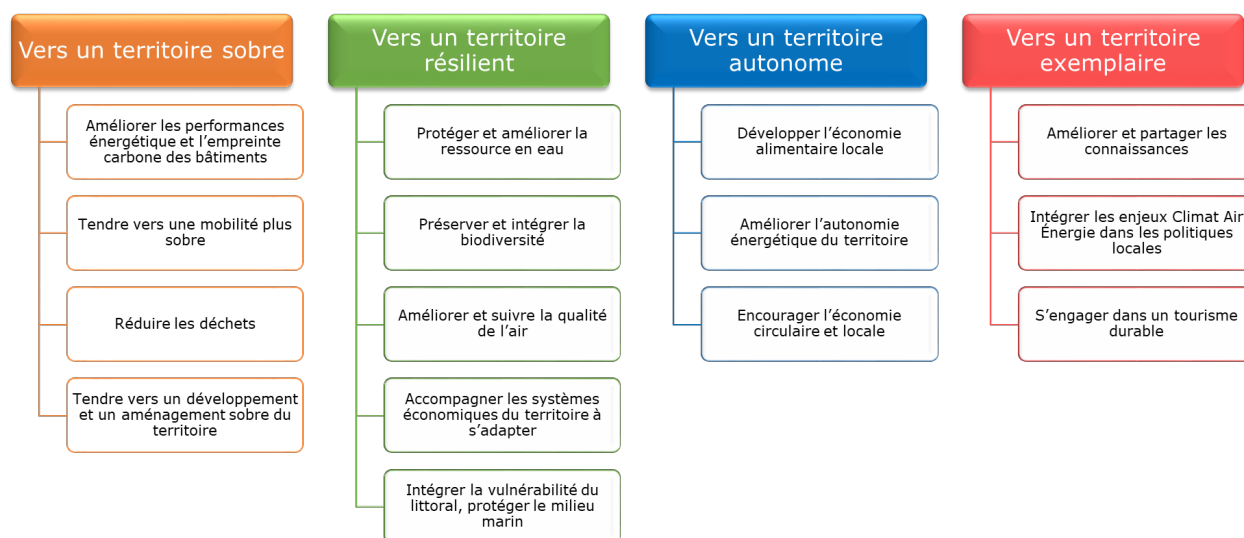 Vers un territoire sobre
Améliorer les performances
énergétique et l’empreinte
carbone des bâtiments
Tendre vers une mobilité plus
sobre
Réduire les déchets
Tendre vers un développement
et un aménagement sobre du
territoire
Vers un territoire
résilient
Protéger et améliorer la
ressource en eau
Préserver et intégrer la
biodiversité
Améliorer et suivre la qualité
de l’air
Accompagner les systèmes
économiques du territoire à
s’adapter
Intégrer la vulnérabilité du
littoral, protéger le milieu
marin
Vers un territoire
autonome
Développer l’économie
alimentaire locale
Améliorer l’autonomie
énergétique du territoire
Encourager l’économie
circulaire et locale
Vers un territoire
exemplaire
Améliorer et partager les
connaissances
Intégrer les enjeux Climat Air
Énergie dans les politiques
locales
S’engager dans un tourisme
durable